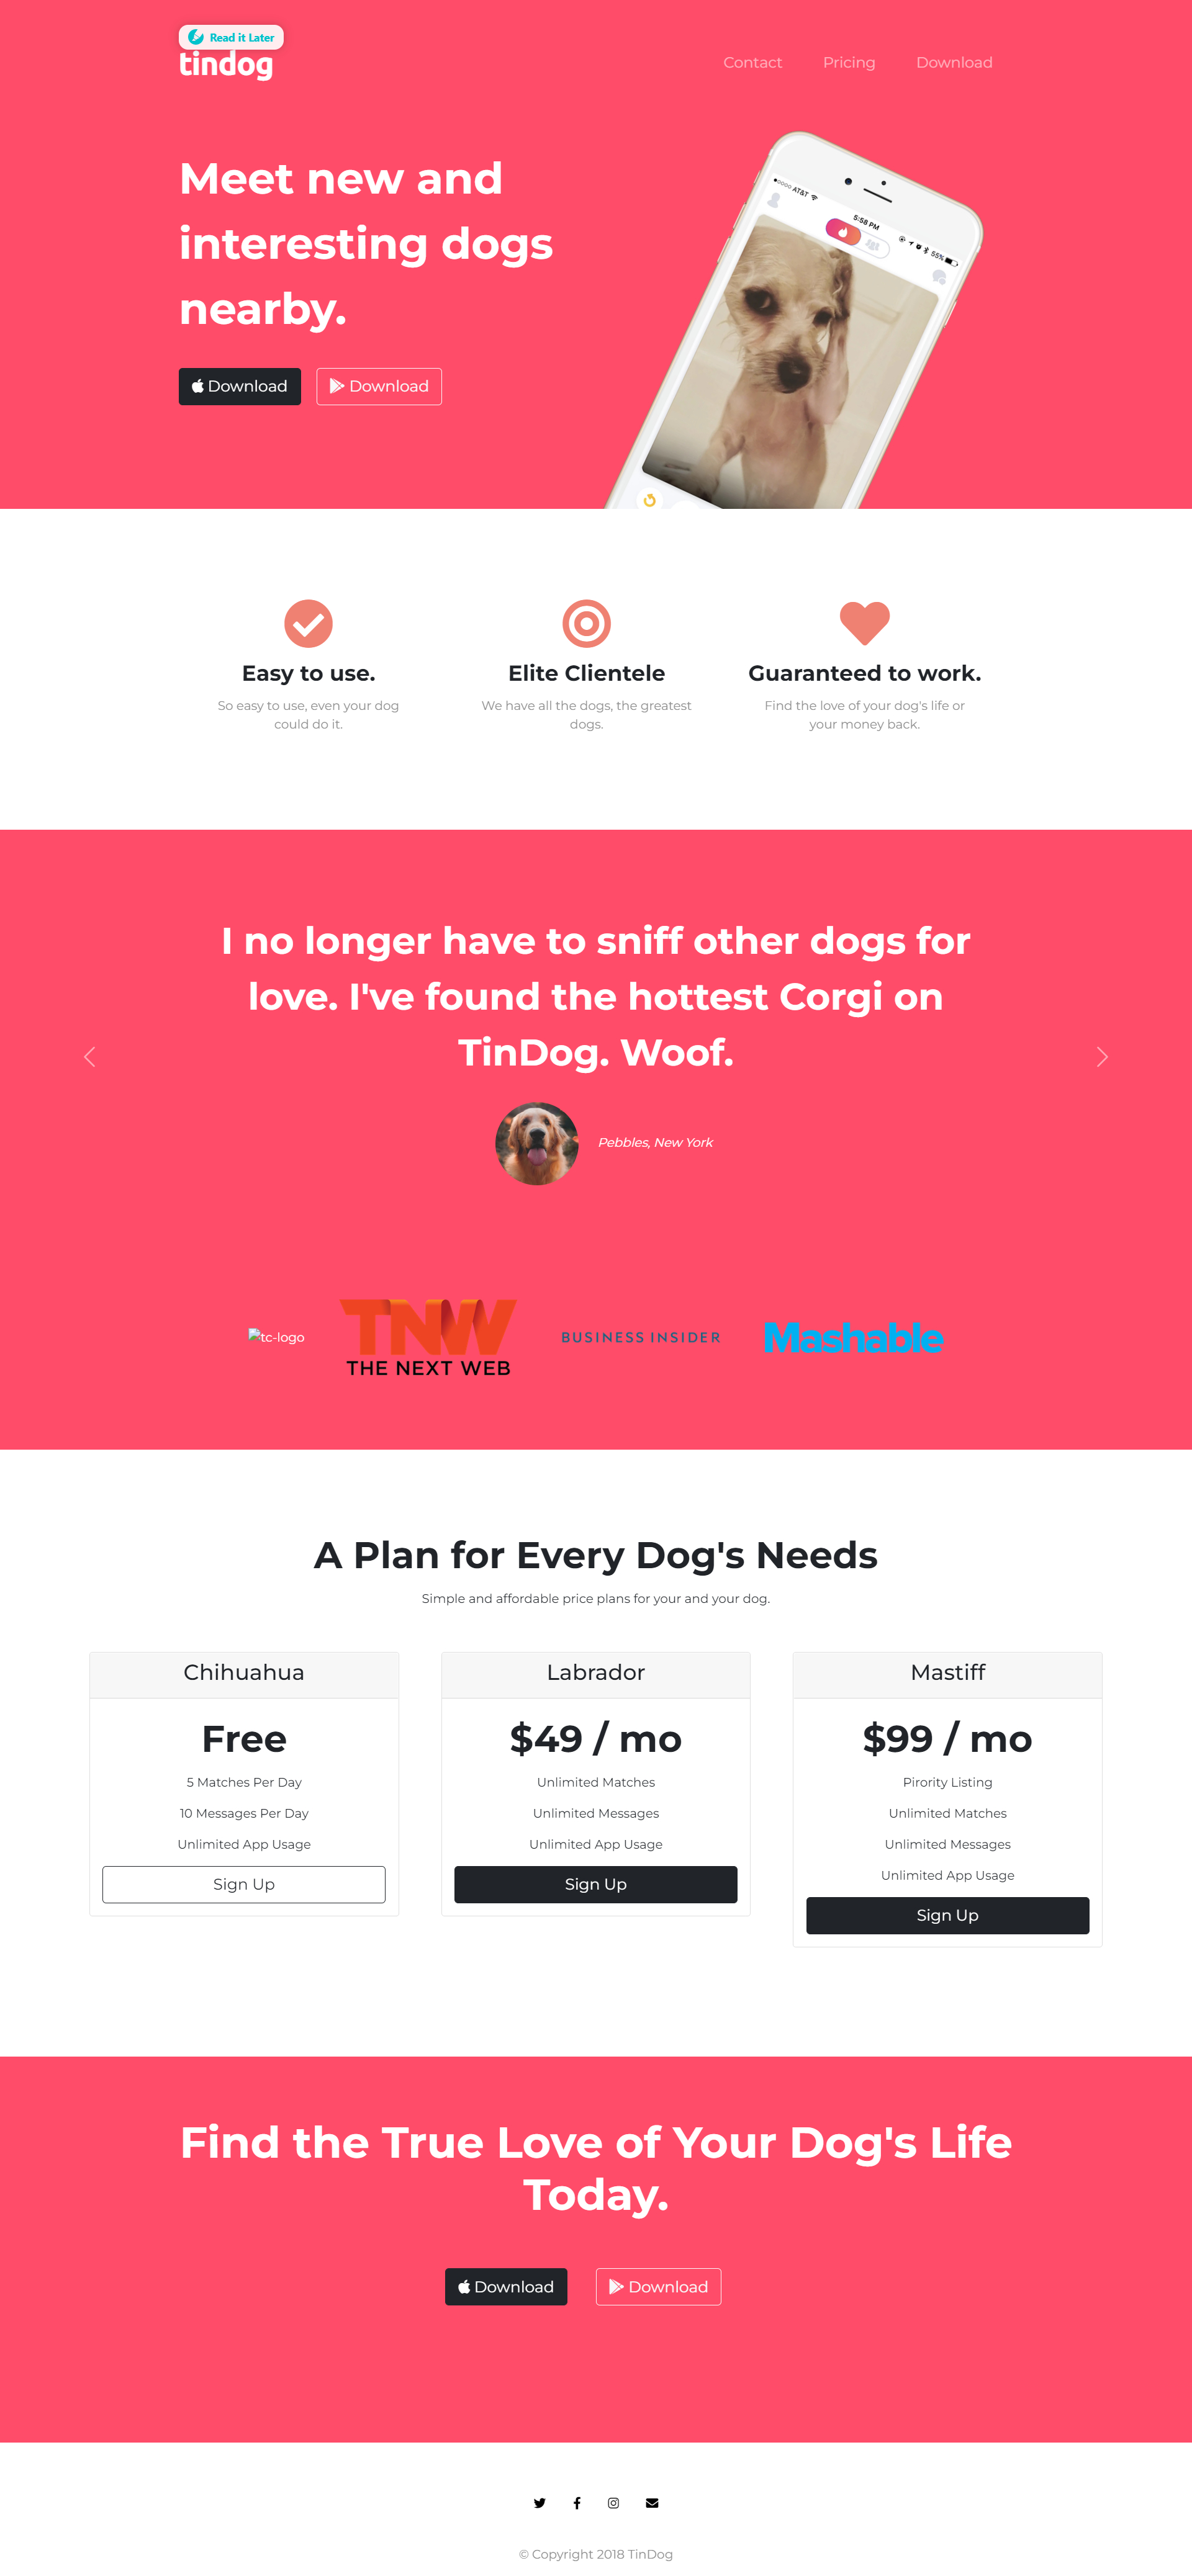 Read it Later
tindog
Contact
Pricing
Download
Meet new and
interesting dogs
nearby.
Download
Download
AT&T
5:58 PM
55%
Easy to use.
So easy to use, even your dog
could do it.
Elite Clientele
We have all the dogs, the greatest
dogs.
Guaranteed to work.
Find the love of your dog's life or
your money back.
I no longer have to sniff other dogs for
love. I've found the hottest Corgi on
TinDog. Woof.
Pebbles, New York
tc-logo
TNW
THE NEXT WEB
BUSINESS INSIDER
Mashable
A Plan for Every Dog's Needs
Simple and affordable price plans for your and your dog.
Chihuahua
Free
5 Matches Per Day
10 Messages Per Day
Unlimited App Usage
Sign Up
Labrador
$49 / mo
Unlimited Matches
Unlimited Messages
Unlimited App Usage
Sign Up
Mastiff
$99 / mo
Pirority Listing
Unlimited Matches
Unlimited Messages
Unlimited App Usage
Sign Up
Find the True Love of Your Dog's Life
Today.
Download
Download
© Copyright 2018 TinDog